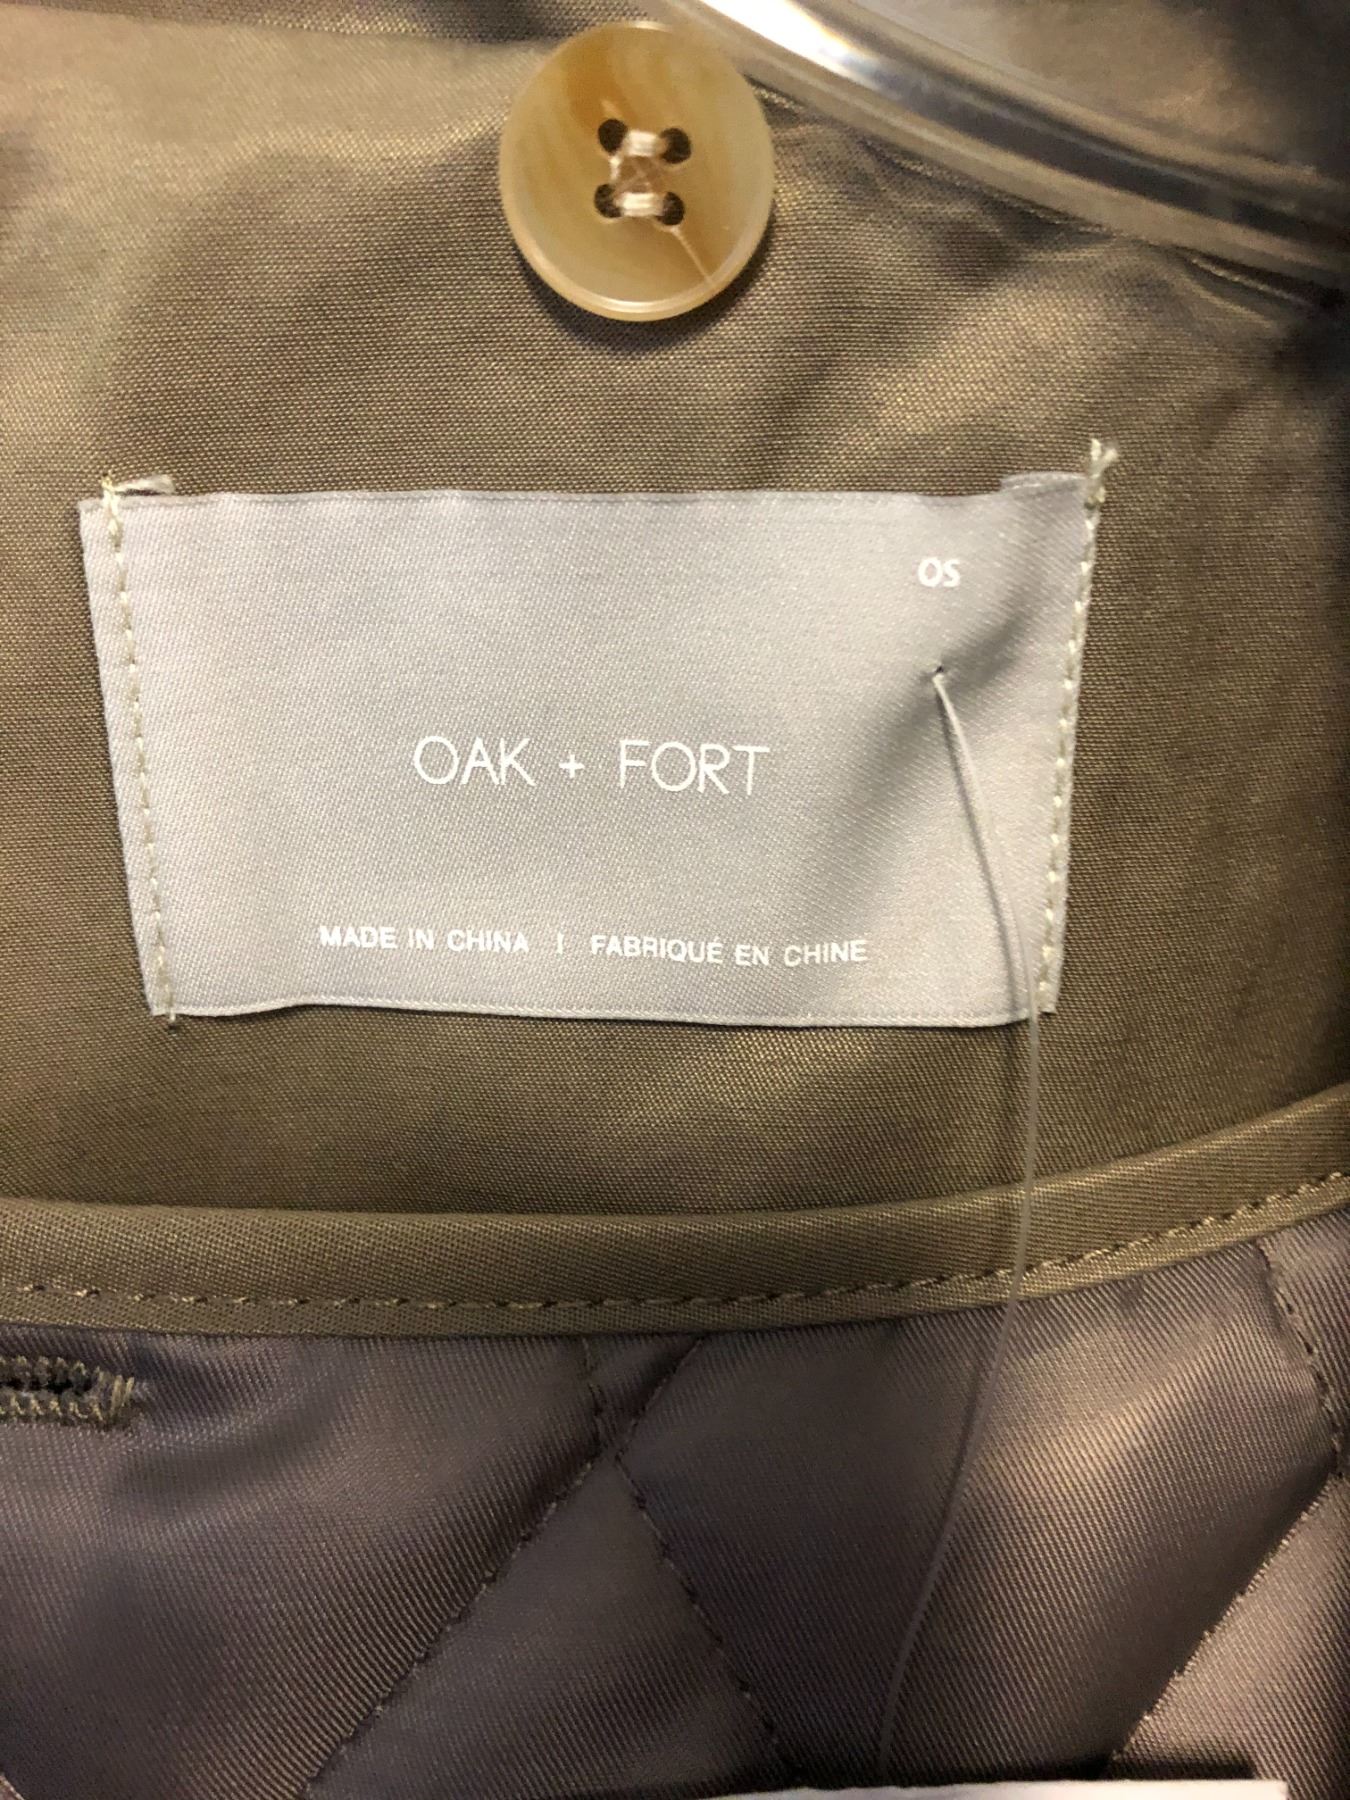 OS
OAK + FORT
MADE IN CHINA | FABRIQUÉ EN CHINE